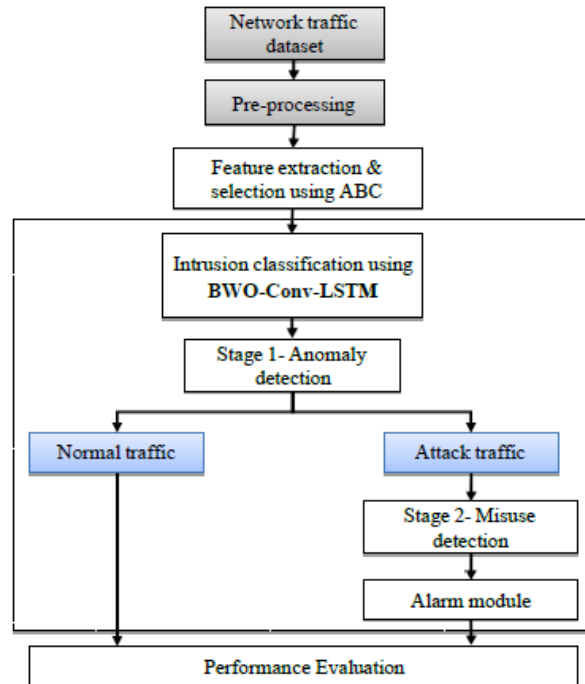 Network traffic
dataset
Pre-processing
Feature extraction &
selection using ABC
Intrusion classification using
BWO-Conv-LSTM
Stage 1- Anomaly
detection
Normal traffic
Attack traffic
Stage 2- Misuse
detection
Alarm module
Performance Evaluation